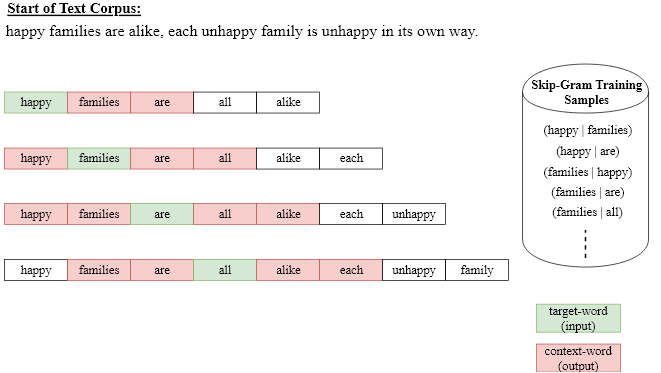 Start of Text Corpus:
happy families are alike, each unhappy family is unhappy in its own way.
happy families are all alike
happy families are all alike each
happy families are all alike each unhappy
happy families are all alike each unhappy family
Skip-Gram Training
Samples
(happy | families)
(happy | are)
(families | happy)
(families | are)
(families | all)
target-word
(input)
context-word
(output)